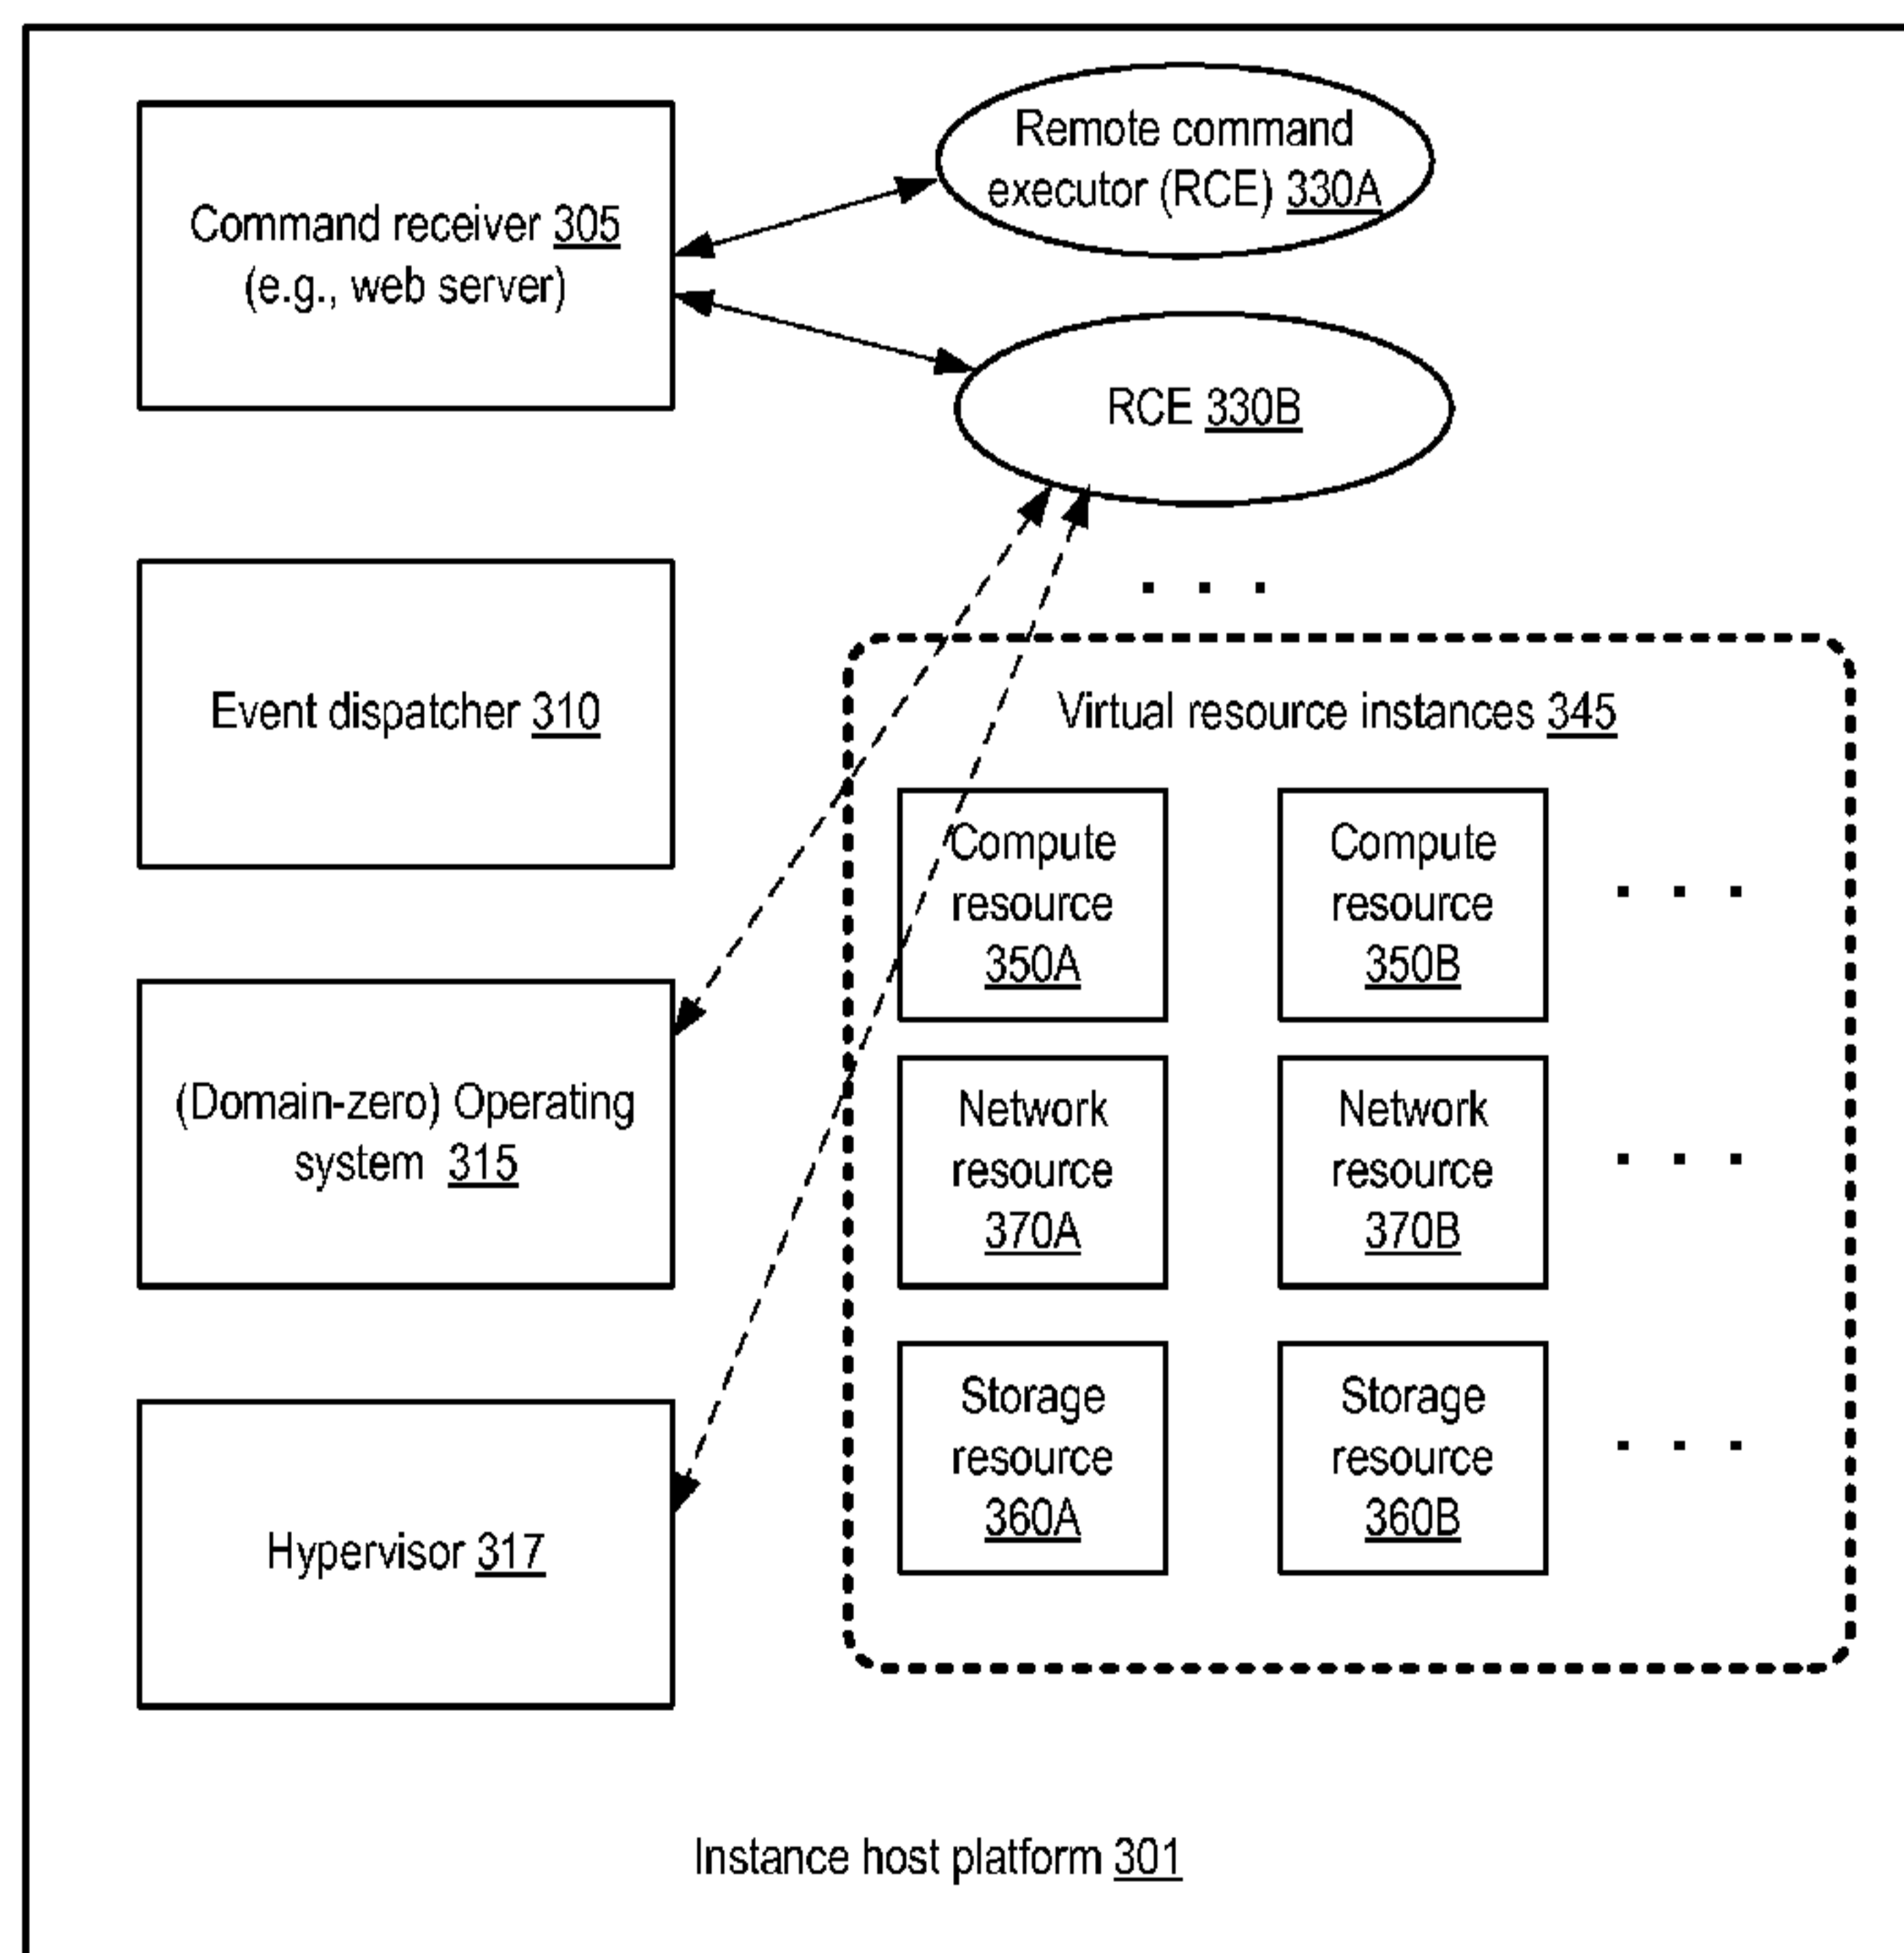 Remote command
executor (RCE) 330A
Command receiver 305
(e.g., web server)
RCE 330B
Event dispatcher 310
Virtual resource instances 345
Compute
resource
350A
Compute
resource
350B
(Domain-zero) Operating
system 315
Network
resource
370A
Network
resource
370B
Storage
resource
360A
Storage
resource
360B
Hypervisor 317
Instance host platform 301